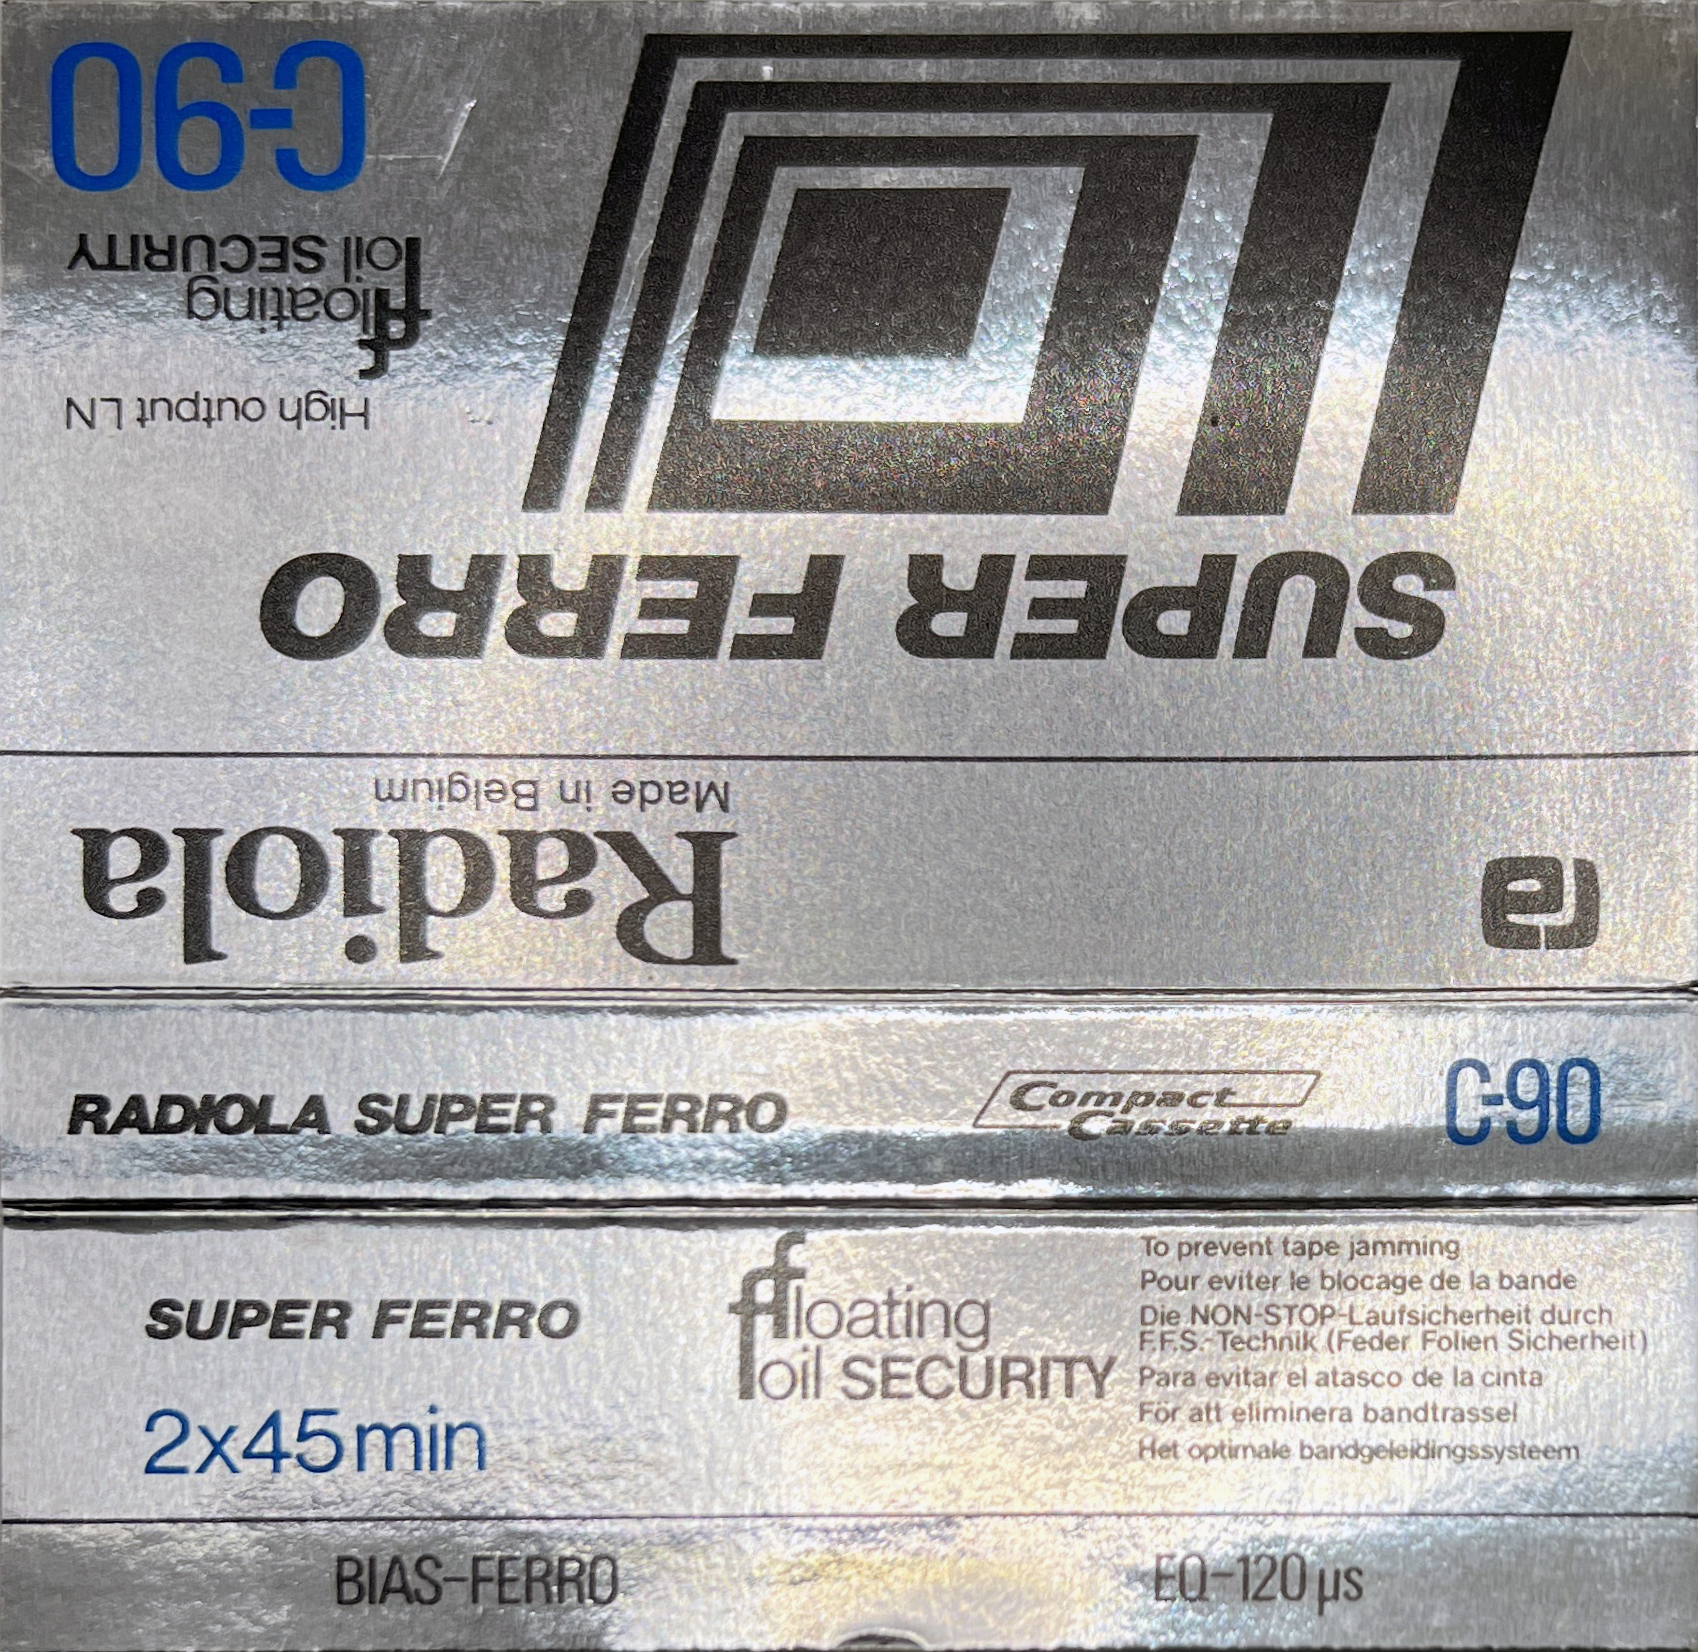 C-90
floating
foil SECURITY
High output LN
SUPER FERRO
Radiola
Made in Belgium
ra
RADIOLA SUPER FERRO
Compact
Cassette
C-90
SUPER FERRO
2x45min
floating
foil SECURITY
To prevent tape jamming
Pour eviter le blocage de la bande
Die NON-STOP-Laufsicherheit durch
F.F.S.-Technik (Feder Folien Sicherheit)
Para evitar el atasco de la cinta
För att eliminera bandtrassel
Het optimale bandgeleidingssysteem
BIAS-FERRO
EQ-120 µs